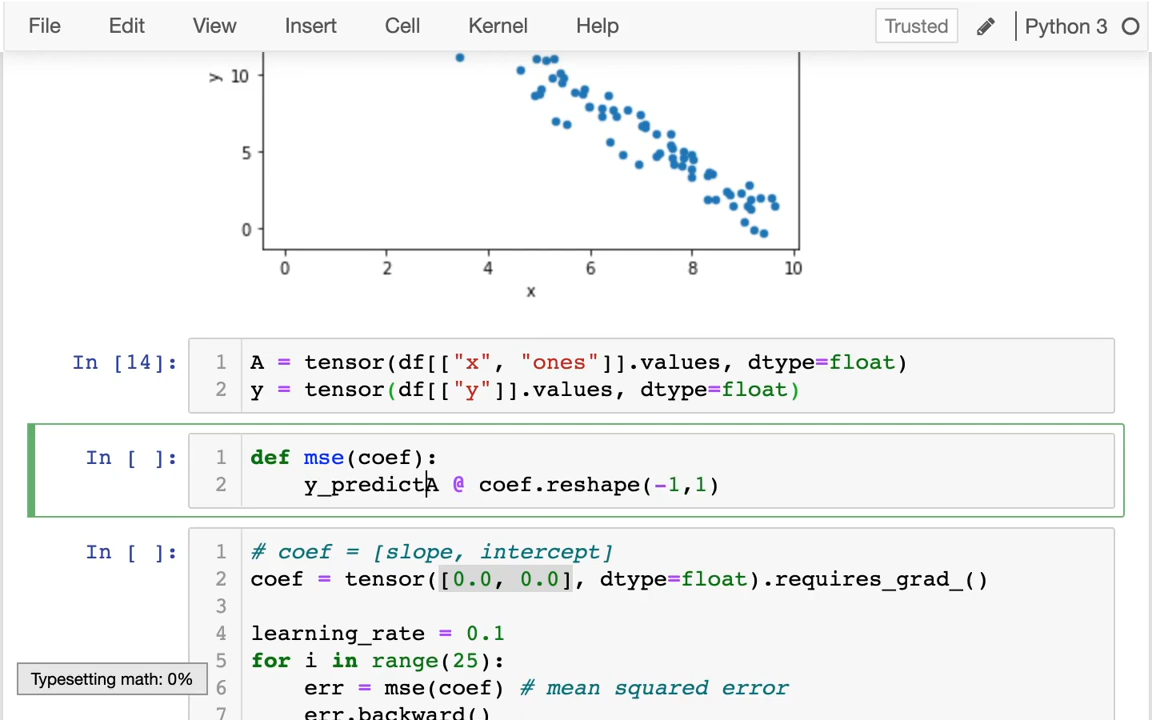 File Edit View Insert Cell Kernel Help Trusted Python 3
y
10
5
0
0 2 4 6 8 10
x
In [14]:
1 A = tensor(df[["x", "ones"]].values, dtype=float)
2 y = tensor(df[["y"]].values, dtype=float)
In [ ]:
1 def mse(coef):
2     y_predictA @ coef.reshape(-1,1)
In [ ]:
1 # coef = [slope, intercept]
2 coef = tensor([0.0, 0.0], dtype=float).requires_grad_()
3
4 learning_rate = 0.1
5 for i in range(25):
6     err = mse(coef) # mean squared error
7     err.backward()
Typesetting math: 0%